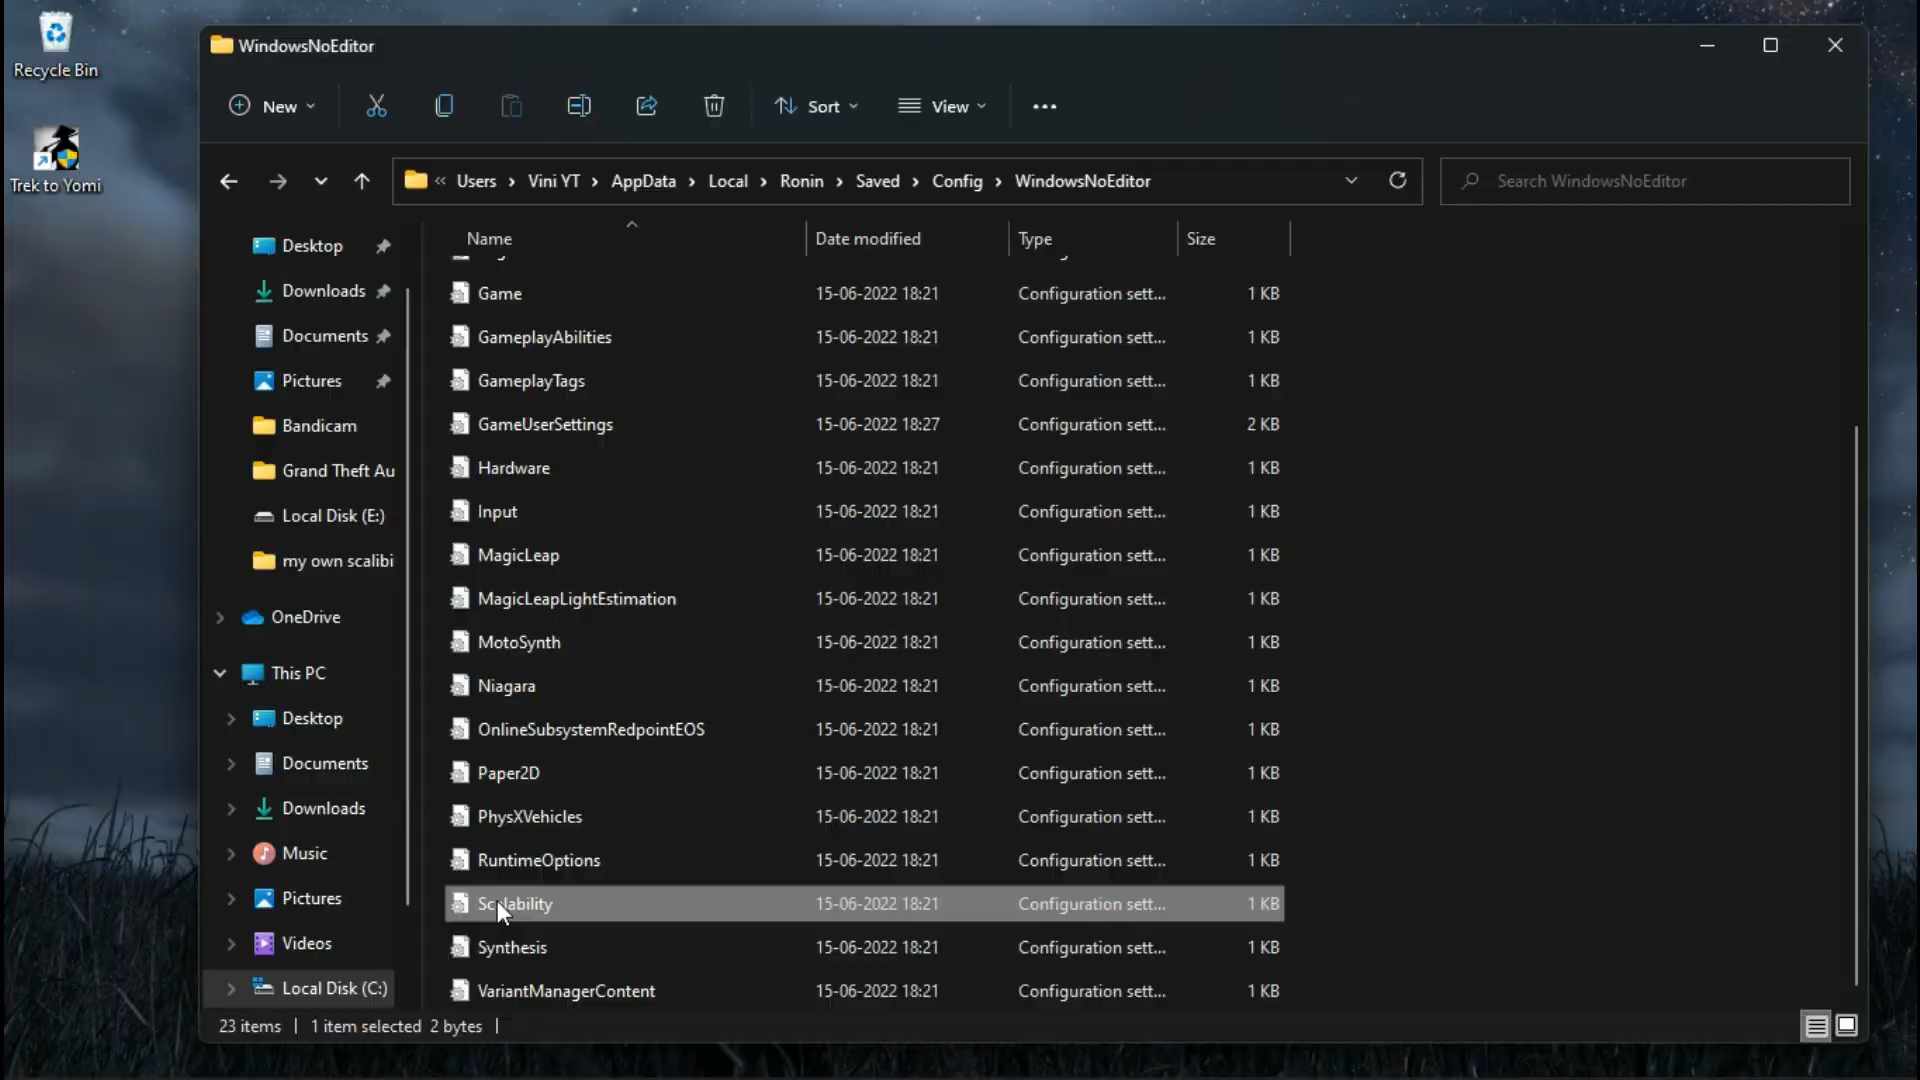 Recycle Bin
Trek to Yomi
WindowsNoEditor
New
Sort
View
« Users › Vini YT › AppData › Local › Ronin › Saved › Config › WindowsNoEditor
Search WindowsNoEditor
Desktop
Downloads
Documents
Pictures
Bandicam
Grand Theft Au
Local Disk (E:)
my own scalibi
OneDrive
This PC
Desktop
Documents
Downloads
Music
Pictures
Videos
Local Disk (C:)
Name Date modified Type Size
Game 15-06-2022 18:21 Configuration sett... 1 KB
GameplayAbilities 15-06-2022 18:21 Configuration sett... 1 KB
GameplayTags 15-06-2022 18:21 Configuration sett... 1 KB
GameUserSettings 15-06-2022 18:27 Configuration sett... 2 KB
Hardware 15-06-2022 18:21 Configuration sett... 1 KB
Input 15-06-2022 18:21 Configuration sett... 1 KB
MagicLeap 15-06-2022 18:21 Configuration sett... 1 KB
MagicLeapLightEstimation 15-06-2022 18:21 Configuration sett... 1 KB
MotoSynth 15-06-2022 18:21 Configuration sett... 1 KB
Niagara 15-06-2022 18:21 Configuration sett... 1 KB
OnlineSubsystemRedpointEOS 15-06-2022 18:21 Configuration sett... 1 KB
Paper2D 15-06-2022 18:21 Configuration sett... 1 KB
PhysXVehicles 15-06-2022 18:21 Configuration sett... 1 KB
RuntimeOptions 15-06-2022 18:21 Configuration sett... 1 KB
Scalability 15-06-2022 18:21 Configuration sett... 1 KB
Synthesis 15-06-2022 18:21 Configuration sett... 1 KB
VariantManagerContent 15-06-2022 18:21 Configuration sett... 1 KB
23 items | 1 item selected 2 bytes |